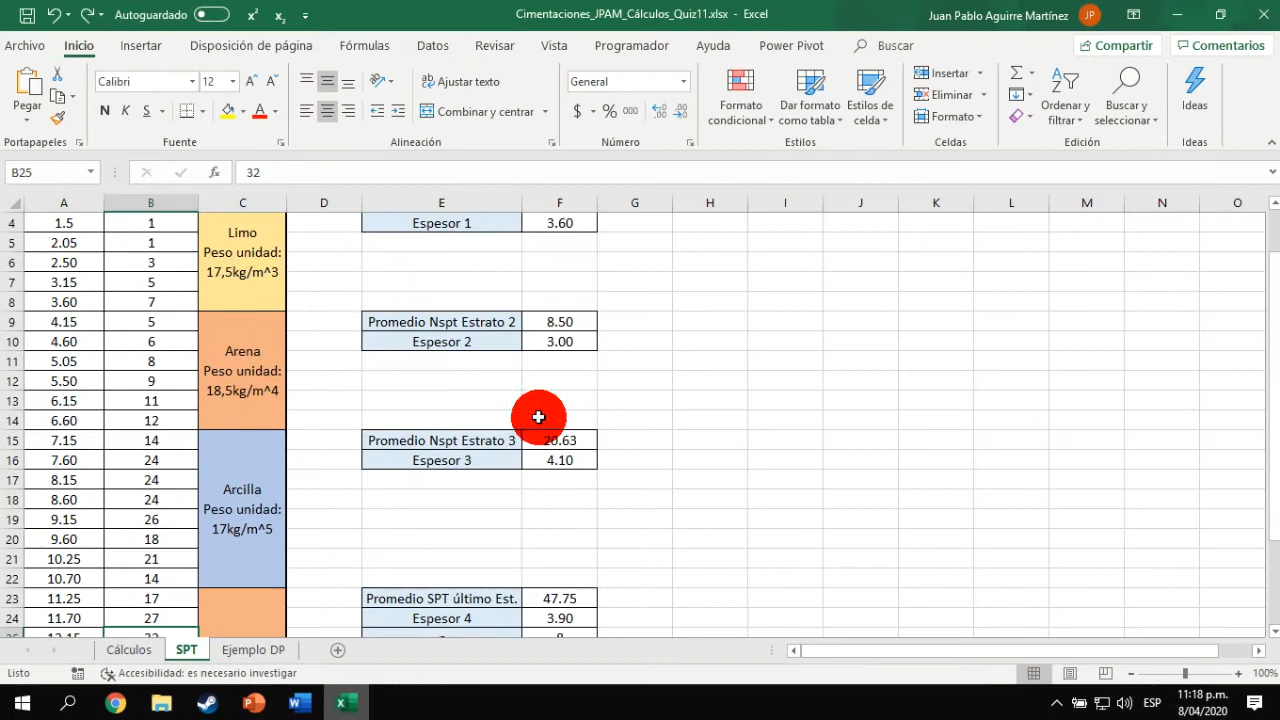 Autoguardado
Cimentaciones_JPAM_Cálculos_Quiz11.xlsx - Excel
Juan Pablo Aguirre Martínez JP
Archivo Inicio Insertar Disposición de página Fórmulas Datos Revisar Vista Programador Ayuda Power Pivot Buscar Compartir Comentarios
Pegar
Calibri 12
Ajustar texto
Combinar y centrar
General
$ % 000
Formato condicional
Dar formato como tabla
Estilos de celda
Insertar
Eliminar
Formato
Ordenar y filtrar
Buscar y seleccionar
Ideas
Portapapeles Fuente Alineación Número Estilos Celdas Edición Ideas
B25 fx 32
A B C D E F G H I J K L M N O
4 1.5 1 Espesor 1 3.60
5 2.05 1
6 2.50 3
7 3.15 5
8 3.60 7
Limo
Peso unidad:
17,5kg/m^3
9 4.15 5 Promedio Nspt Estrato 2 8.50
10 4.60 6 Espesor 2 3.00
11 5.05 8
12 5.50 9
13 6.15 11
14 6.60 12
Arena
Peso unidad:
18,5kg/m^4
15 7.15 14 Promedio Nspt Estrato 3 20.63
16 7.60 24 Espesor 3 4.10
17 8.15 24
18 8.60 24
19 9.15 26
20 9.60 18
21 10.25 21
22 10.70 14
Arcilla
Peso unidad:
17kg/m^5
23 11.25 17 Promedio SPT último Est. 47.75
24 11.70 27 Espesor 4 3.90
Cálculos SPT Ejemplo DP
Listo Accesibilidad: es necesario investigar 100%
ESP
11:18 p.m.
8/04/2020